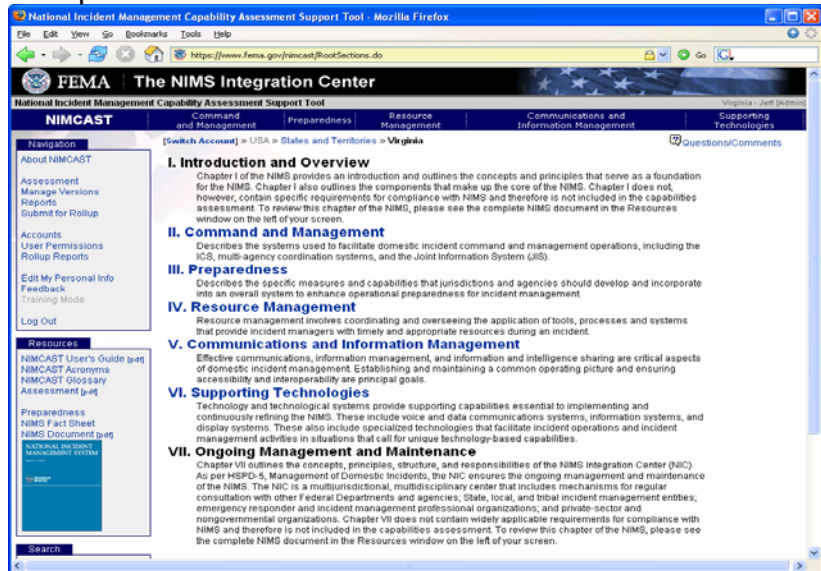 National Incident Management Capability Assessment Support Tool - Mozilla Firefox
File Edit View Go Bookmarks Tools Help
https://www.fema.gov/nimcast/RootSections.do Go
FEMA The NIMS Integration Center
National Incident Management Capability Assessment Support Tool Virginia - Jeff [Admin]
NIMCAST Command and Management Preparedness Resource Management Communications and Information Management Supporting Technologies
Navigation
[Switch Account] » USA » States and Territories » Virginia
Questions/Comments
About NIMCAST
Assessment
Manage Versions
Reports
Submit for Rollup
Accounts
User Permissions
Rollup Reports
Edit My Personal Info
Feedback
Training Mode
Log Out
Resources
NIMCAST User's Guide [pdf]
NIMCAST Acronyms
NIMCAST Glossary
Assessment [pdf]
Preparedness
NIMS Fact Sheet
NIMS Document [pdf]
NATIONAL INCIDENT
MANAGEMENT SYSTEM
Search
I. Introduction and Overview
Chapter I of the NIMS provides an introduction and outlines the concepts and principles that serve as a foundation
for the NIMS. Chapter I also outlines the components that make up the core of the NIMS. Chapter I does not,
however, contain specific requirements for compliance with NIMS and therefore is not included in the capabilities
assessment. To review this chapter of the NIMS, please see the complete NIMS document in the Resources
window on the left of your screen.
II. Command and Management
Describes the systems used to facilitate domestic incident command and management operations, including the
ICS, multi-agency coordination systems, and the Joint Information System (JIS).
III. Preparedness
Describes the specific measures and capabilities that jurisdictions and agencies should develop and incorporate
into an overall system to enhance operational preparedness for incident management.
IV. Resource Management
Resource management involves coordinating and overseeing the application of tools, processes and systems
that provide incident managers with timely and appropriate resources during an incident.
V. Communications and Information Management
Effective communications, information management, and information and intelligence sharing are critical aspects
of domestic incident management. Establishing and maintaining a common operating picture and ensuring
accessibility and interoperability are principal goals.
VI. Supporting Technologies
Technology and technological systems provide supporting capabilities essential to implementing and
continuously refining the NIMS. These include voice and data communications systems, information systems, and
display systems. These also include specialized technologies that facilitate incident operations and incident
management activities in situations that call for unique technology-based capabilities.
VII. Ongoing Management and Maintenance
Chapter VII outlines the concepts, principles, structure, and responsibilities of the NIMS Integration Center (NIC).
As per HSPD-5, Management of Domestic Incidents, the NIC ensures the ongoing management and maintenance
of the NIMS. The NIC is a multijurisdictional, multidisciplinary center that includes mechanisms for regular
consultation with other Federal Departments and agencies; State, local, and tribal incident management entities;
emergency responder and incident management professional organizations; and private-sector and
nongovernmental organizations. Chapter VII does not contain widely applicable requirements for compliance with
NIMS and therefore is not included in the capabilities assessment. To review this chapter of the NIMS, please see
the complete NIMS document in the Resources window on the left of your screen.